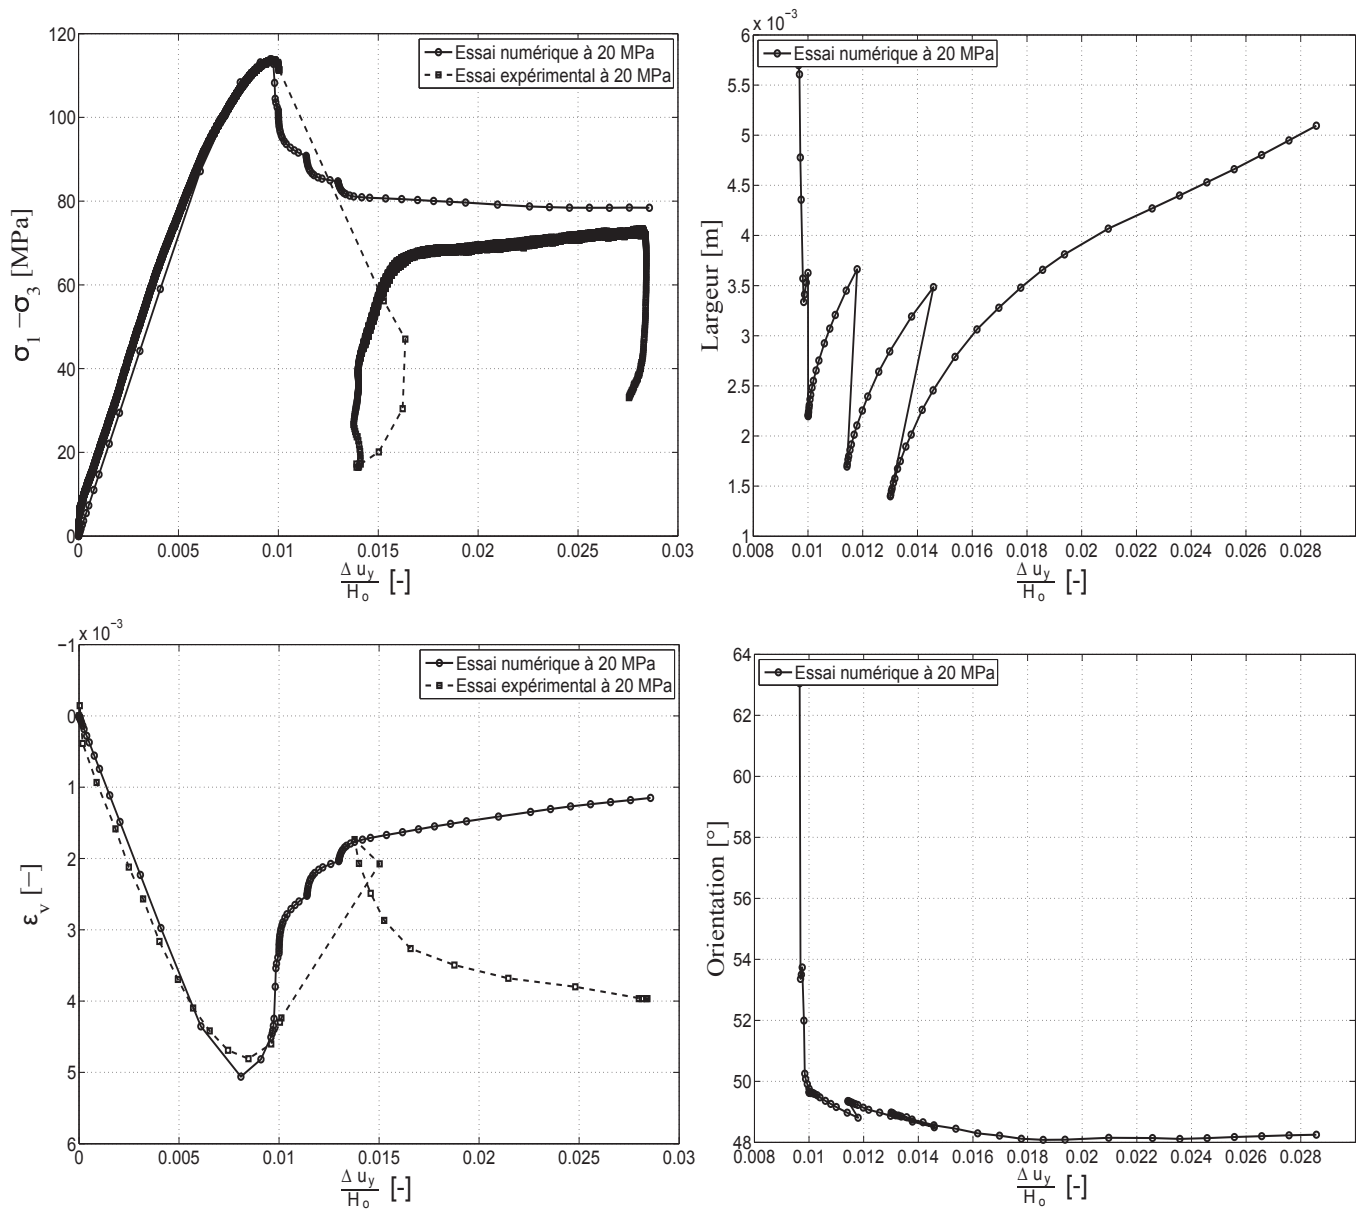 120
100
80
60
40
20
0
0 0.005 0.01 0.015 0.02 0.025 0.03
σ1 −σ3 [MPa]
Δ uy
Ho [-]
Essai numérique à 20 MPa
Essai expérimental à 20 MPa
x 10−3
6
5.5
5
4.5
4
3.5
3
2.5
2
1.5
1
0.008 0.01 0.012 0.014 0.016 0.018 0.02 0.022 0.024 0.026 0.028
Largeur [m]
Δ uy
Ho [-]
Essai numérique à 20 MPa
x 10−3
−1
0
1
2
3
4
5
6
0 0.005 0.01 0.015 0.02 0.025 0.03
εv [−]
Δ uy
Ho [-]
Essai numérique à 20 MPa
Essai expérimental à 20 MPa
64
62
60
58
56
54
52
50
48
0.008 0.01 0.012 0.014 0.016 0.018 0.02 0.022 0.024 0.026 0.028
Orientation [°]
Δ uy
Ho [-]
Essai numérique à 20 MPa